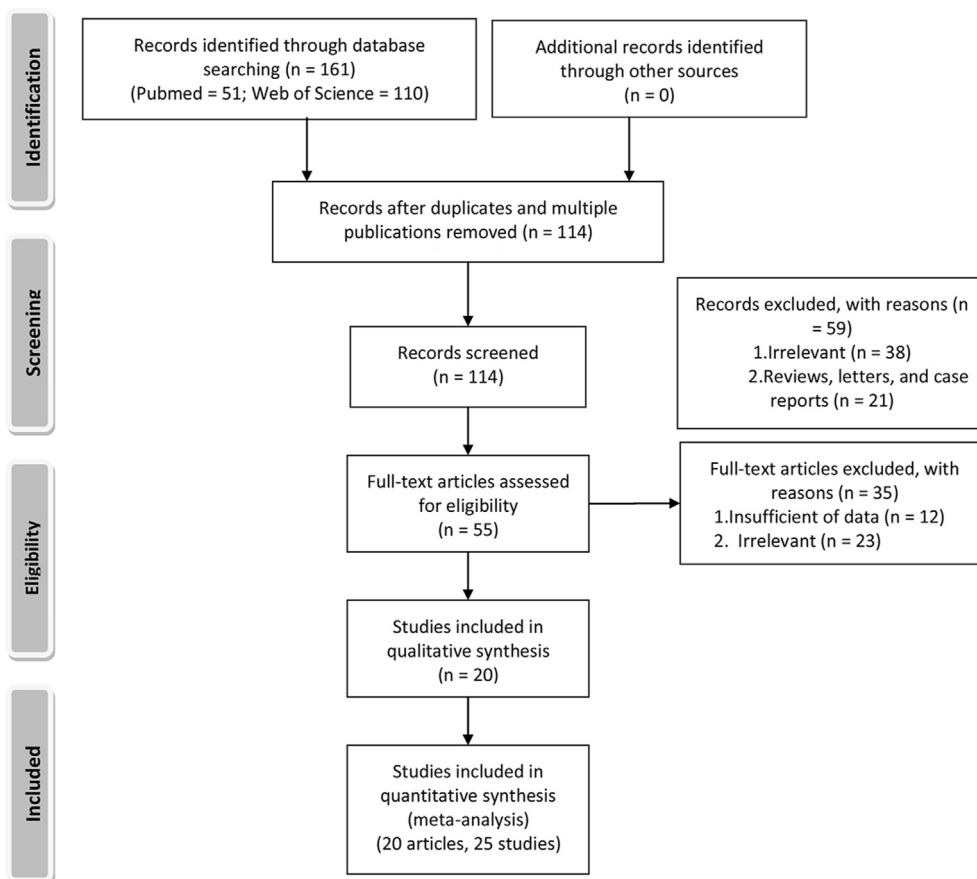 Identification
Records identified through database
searching (n = 161)
(Pubmed = 51; Web of Science = 110)
Additional records identified
through other sources
(n = 0)
Records after duplicates and multiple
publications removed (n = 114)
Screening
Records screened
(n = 114)
Records excluded, with reasons (n
= 59)
1.Irrelevant (n = 38)
2.Reviews, letters, and case
reports (n = 21)
Eligibility
Full-text articles assessed
for eligibility
(n = 55)
Full-text articles excluded, with
reasons (n = 35)
1.Insufficient of data (n = 12)
2. Irrelevant (n = 23)
Studies included in
qualitative synthesis
(n = 20)
Included
Studies included in
quantitative synthesis
(meta-analysis)
(20 articles, 25 studies)